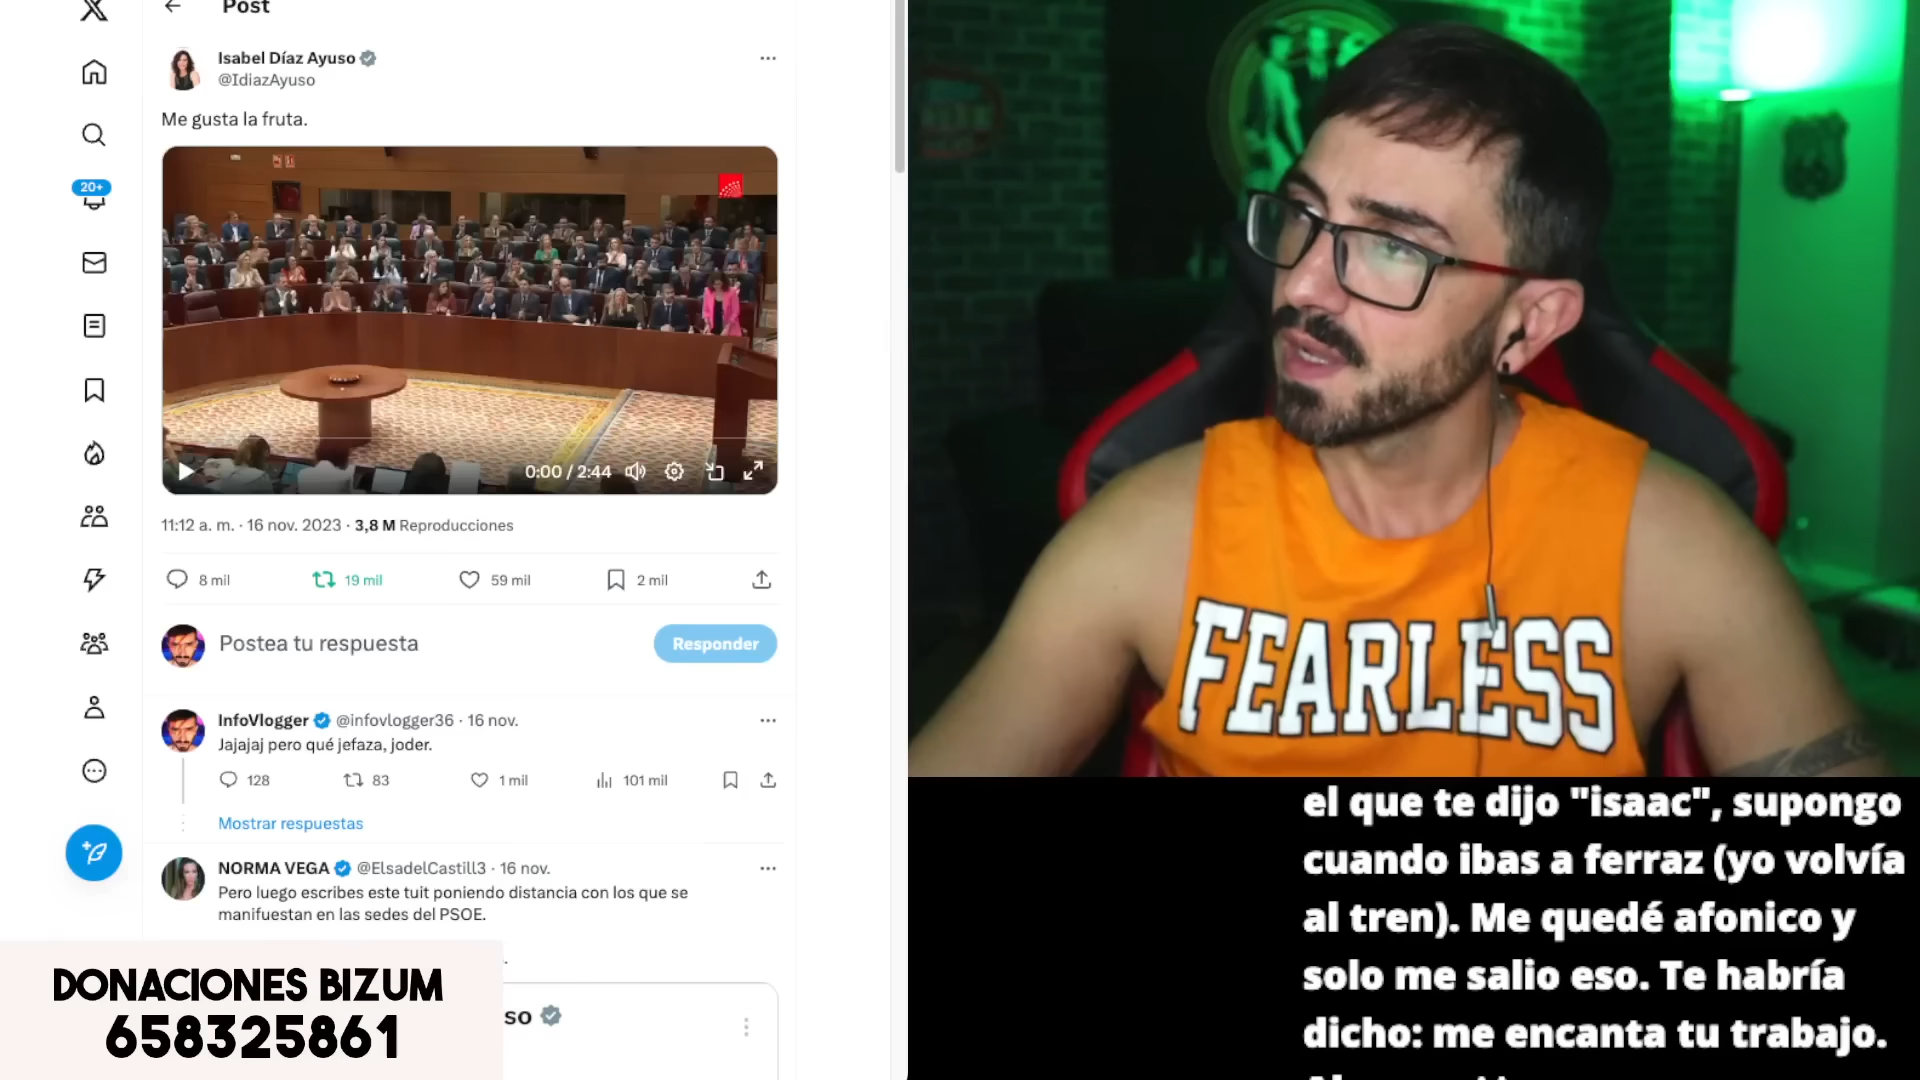 Post
Isabel Díaz Ayuso
@IdiazAyuso
Me gusta la fruta.
20+
0:00 / 2:44
11:12 a. m. · 16 nov. 2023 · 3,8 M Reproducciones
8 mil
19 mil
59 mil
2 mil
Postea tu respuesta
Responder
InfoVlogger @infovlogger36 · 16 nov.
Jajajaj pero qué jefaza, joder.
128
83
1 mil
101 mil
Mostrar respuestas
NORMA VEGA @ElsadelCastill3 · 16 nov.
Pero luego escribes este tuit poniendo distancia con los que se
manifuestan en las sedes del PSOE.
so
DONACIONES BIZUM
658325861
FEARLESS
el que te dijo "isaac", supongo
cuando ibas a ferraz (yo volvía
al tren). Me quedé afonico y
solo me salio eso. Te habría
dicho: me encanta tu trabajo.